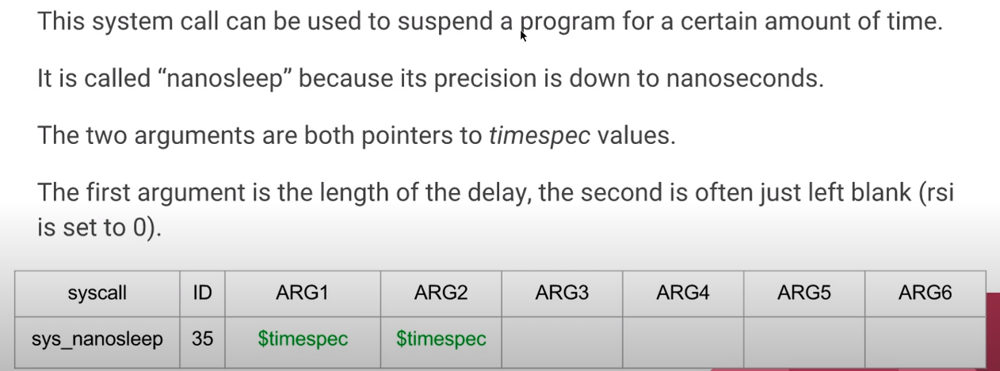 This system call can be used to suspend a program for a certain amount of time.
It is called “nanosleep” because its precision is down to nanoseconds.
The two arguments are both pointers to timespec values.
The first argument is the length of the delay, the second is often just left blank (rsi
is set to 0).
syscall ID ARG1 ARG2 ARG3 ARG4 ARG5 ARG6
sys_nanosleep 35 $timespec $timespec